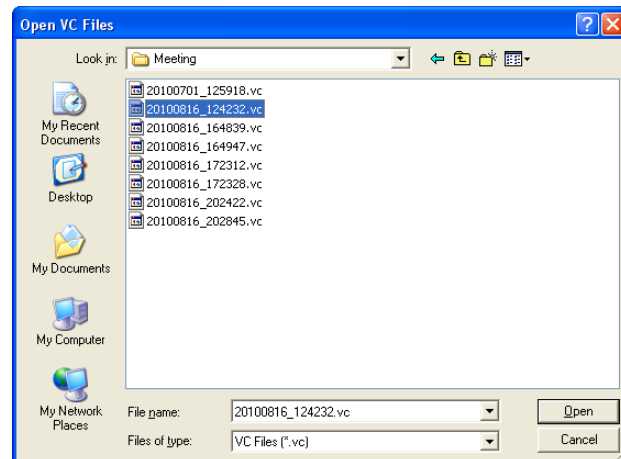 Open VC Files
Look in:
Meeting
My Recent
Documents
Desktop
My Documents
My Computer
My Network
Places
20100701_125918.vc
20100816_124232.vc
20100816_164839.vc
20100816_164947.vc
20100816_172312.vc
20100816_172328.vc
20100816_202422.vc
20100816_202845.vc
File name:
20100816_124232.vc
Open
Files of type:
VC Files (*.vc)
Cancel